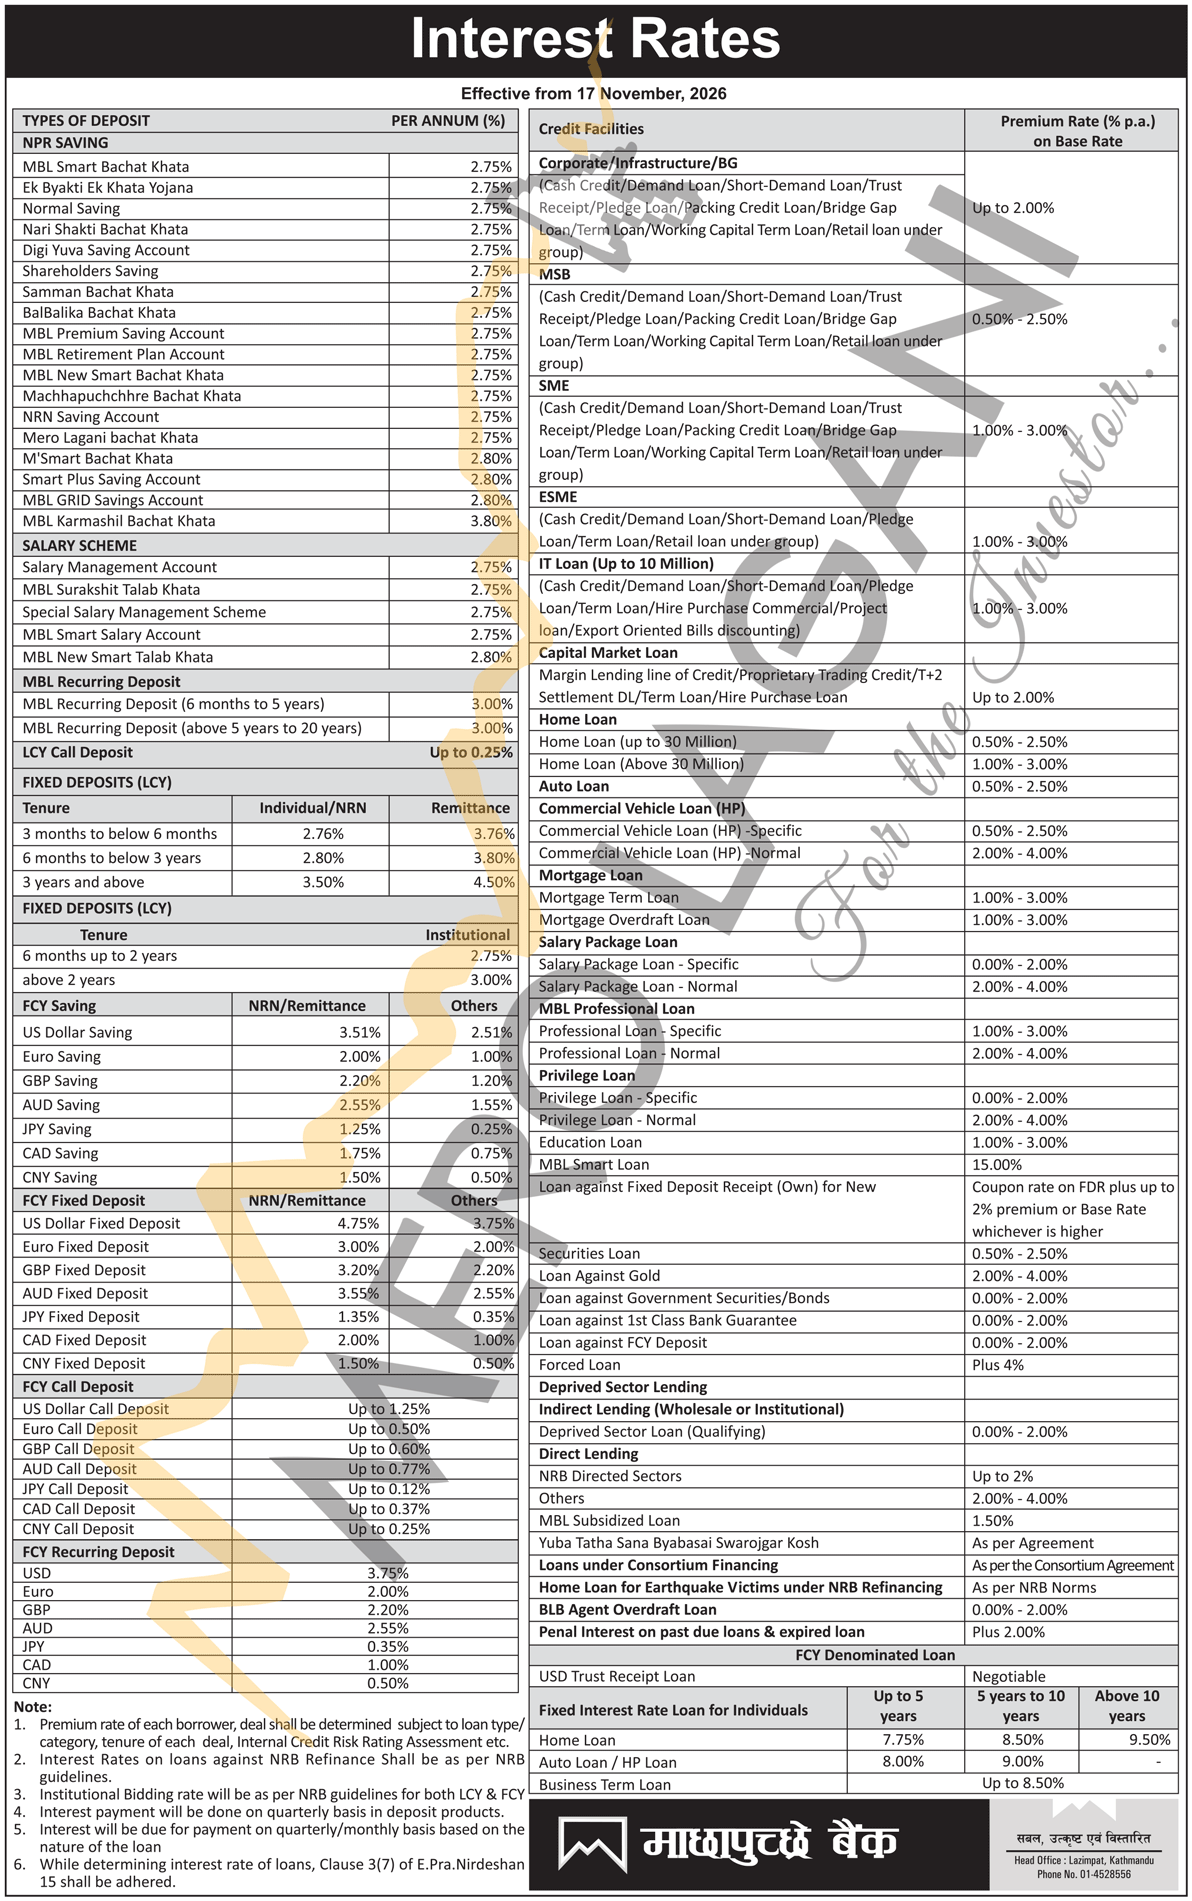 Interest Rates
Effective from 17 November, 2026
TYPES OF DEPOSIT PER ANNUM (%)
NPR SAVING
MBL Smart Bachat Khata 2.75%
Ek Byakti Ek Khata Yojana 2.75%
Normal Saving 2.75%
Nari Shakti Bachat Khata 2.75%
Digi Yuva Saving Account 2.75%
Shareholders Saving 2.75%
Samman Bachat Khata 2.75%
BalBalika Bachat Khata 2.75%
MBL Premium Saving Account 2.75%
MBL Retirement Plan Account 2.75%
MBL New Smart Bachat Khata 2.75%
Machhapuchchhre Bachat Khata 2.75%
NRN Saving Account 2.75%
Mero Lagani bachat Khata 2.75%
M'Smart Bachat Khata 2.80%
Smart Plus Saving Account 2.80%
MBL GRID Savings Account 2.80%
MBL Karmashil Bachat Khata 3.80%
SALARY SCHEME
Salary Management Account 2.75%
MBL Surakshit Talab Khata 2.75%
Special Salary Management Scheme 2.75%
MBL Smart Salary Account 2.75%
MBL New Smart Talab Khata 2.80%
MBL Recurring Deposit
MBL Recurring Deposit (6 months to 5 years) 3.00%
MBL Recurring Deposit (above 5 years to 20 years) 3.00%
LCY Call Deposit Up to 0.25%
FIXED DEPOSITS (LCY)
Tenure Individual/NRN Remittance
3 months to below 6 months 2.76% 3.76%
6 months to below 3 years 2.80% 3.80%
3 years and above 3.50% 4.50%
FIXED DEPOSITS (LCY)
Tenure Institutional
6 months up to 2 years 2.75%
above 2 years 3.00%
FCY Saving NRN/Remittance Others
US Dollar Saving 3.51% 2.51%
Euro Saving 2.00% 1.00%
GBP Saving 2.20% 1.20%
AUD Saving 2.55% 1.55%
JPY Saving 1.25% 0.25%
CAD Saving 1.75% 0.75%
CNY Saving 1.50% 0.50%
FCY Fixed Deposit NRN/Remittance Others
US Dollar Fixed Deposit 4.75% 3.75%
Euro Fixed Deposit 3.00% 2.00%
GBP Fixed Deposit 3.20% 2.20%
AUD Fixed Deposit 3.55% 2.55%
JPY Fixed Deposit 1.35% 0.35%
CAD Fixed Deposit 2.00% 1.00%
CNY Fixed Deposit 1.50% 0.50%
FCY Call Deposit
US Dollar Call Deposit Up to 1.25%
Euro Call Deposit Up to 0.50%
GBP Call Deposit Up to 0.60%
AUD Call Deposit Up to 0.77%
JPY Call Deposit Up to 0.12%
CAD Call Deposit Up to 0.37%
CNY Call Deposit Up to 0.25%
FCY Recurring Deposit
USD 3.75%
Euro 2.00%
GBP 2.20%
AUD 2.55%
JPY 0.35%
CAD 1.00%
CNY 0.50%
Note:
1. Premium rate of each borrower, deal shall be determined subject to loan type/
category, tenure of each deal, Internal Credit Risk Rating Assessment etc.
2. Interest Rates on loans against NRB Refinance Shall be as per NRB
guidelines.
3. Institutional Bidding rate will be as per NRB guidelines for both LCY & FCY
4. Interest payment will be done on quarterly basis in deposit products.
5. Interest will be due for payment on quarterly/monthly basis based on the
nature of the loan
6. While determining interest rate of loans, Clause 3(7) of E.Pra.Nirdeshan
15 shall be adhered.
Credit Facilities Premium Rate (% p.a.)
on Base Rate
Corporate/Infrastructure/BG
(Cash Credit/Demand Loan/Short-Demand Loan/Trust
Receipt/Pledge Loan/Packing Credit Loan/Bridge Gap Up to 2.00%
Loan/Term Loan/Working Capital Term Loan/Retail loan under
group)
MSB
(Cash Credit/Demand Loan/Short-Demand Loan/Trust
Receipt/Pledge Loan/Packing Credit Loan/Bridge Gap 0.50% - 2.50%
Loan/Term Loan/Working Capital Term Loan/Retail loan under
group)
SME
(Cash Credit/Demand Loan/Short-Demand Loan/Trust
Receipt/Pledge Loan/Packing Credit Loan/Bridge Gap 1.00% - 3.00%
Loan/Term Loan/Working Capital Term Loan/Retail loan under
group)
ESME
(Cash Credit/Demand Loan/Short-Demand Loan/Pledge
Loan/Term Loan/Retail loan under group) 1.00% - 3.00%
IT Loan (Up to 10 Million)
(Cash Credit/Demand Loan/Short-Demand Loan/Pledge
Loan/Term Loan/Hire Purchase Commercial/Project 1.00% - 3.00%
loan/Export Oriented Bills discounting)
Capital Market Loan
Margin Lending line of Credit/Proprietary Trading Credit/T+2
Settlement DL/Term Loan/Hire Purchase Loan Up to 2.00%
Home Loan
Home Loan (up to 30 Million) 0.50% - 2.50%
Home Loan (Above 30 Million) 1.00% - 3.00%
Auto Loan 0.50% - 2.50%
Commercial Vehicle Loan (HP)
Commercial Vehicle Loan (HP) -Specific 0.50% - 2.50%
Commercial Vehicle Loan (HP) -Normal 2.00% - 4.00%
Mortgage Loan
Mortgage Term Loan 1.00% - 3.00%
Mortgage Overdraft Loan 1.00% - 3.00%
Salary Package Loan
Salary Package Loan - Specific 0.00% - 2.00%
Salary Package Loan - Normal 2.00% - 4.00%
MBL Professional Loan
Professional Loan - Specific 1.00% - 3.00%
Professional Loan - Normal 2.00% - 4.00%
Privilege Loan
Privilege Loan - Specific 0.00% - 2.00%
Privilege Loan - Normal 2.00% - 4.00%
Education Loan 1.00% - 3.00%
MBL Smart Loan 15.00%
Loan against Fixed Deposit Receipt (Own) for New Coupon rate on FDR plus up to
2% premium or Base Rate
whichever is higher
Securities Loan 0.50% - 2.50%
Loan Against Gold 2.00% - 4.00%
Loan against Government Securities/Bonds 0.00% - 2.00%
Loan against 1st Class Bank Guarantee 0.00% - 2.00%
Loan against FCY Deposit 0.00% - 2.00%
Forced Loan Plus 4%
Deprived Sector Lending
Indirect Lending (Wholesale or Institutional)
Deprived Sector Loan (Qualifying) 0.00% - 2.00%
Direct Lending
NRB Directed Sectors Up to 2%
Others 2.00% - 4.00%
MBL Subsidized Loan 1.50%
Yuba Tatha Sana Byabasai Swarojgar Kosh As per Agreement
Loans under Consortium Financing As per the Consortium Agreement
Home Loan for Earthquake Victims under NRB Refinancing As per NRB Norms
BLB Agent Overdraft Loan 0.00% - 2.00%
Penal Interest on past due loans & expired loan Plus 2.00%
FCY Denominated Loan
USD Trust Receipt Loan Negotiable
Fixed Interest Rate Loan for Individuals Up to 5 years 5 years to 10 years Above 10 years
Home Loan 7.75% 8.50% 9.50%
Auto Loan / HP Loan 8.00% 9.00% -
Business Term Loan Up to 8.50%
माछापुच्छ्रे बैंक
सबल, उत्कृष्ट एवं विस्तारित
Head Office : Lazimpat, Kathmandu
Phone No. 01-4528556
MERO LAGANI
For the Investor...